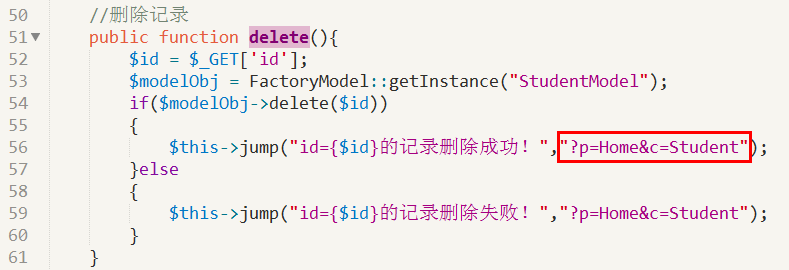 50 //删除记录
51 public function delete(){
52 $id = $_GET['id'];
53 $modelObj = FactoryModel::getInstance("StudentModel");
54 if($modelObj->delete($id))
55 {
56 $this->jump("id={$id}的记录删除成功！","?p=Home&c=Student");
57 }else
58 {
59 $this->jump("id={$id}的记录删除失败！","?p=Home&c=Student");
60 }
61 }